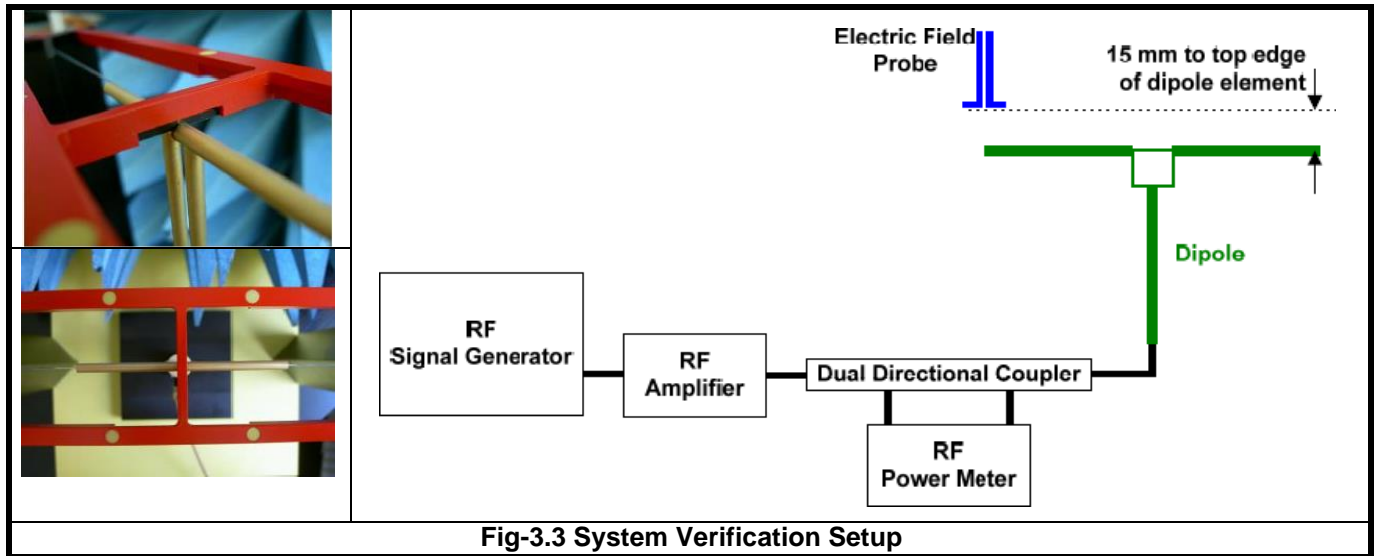 Electric Field
Probe
15 mm to top edge
of dipole element
Dipole
RF
Signal Generator
RF
Amplifier
Dual Directional Coupler
RF
Power Meter
Fig-3.3 System Verification Setup